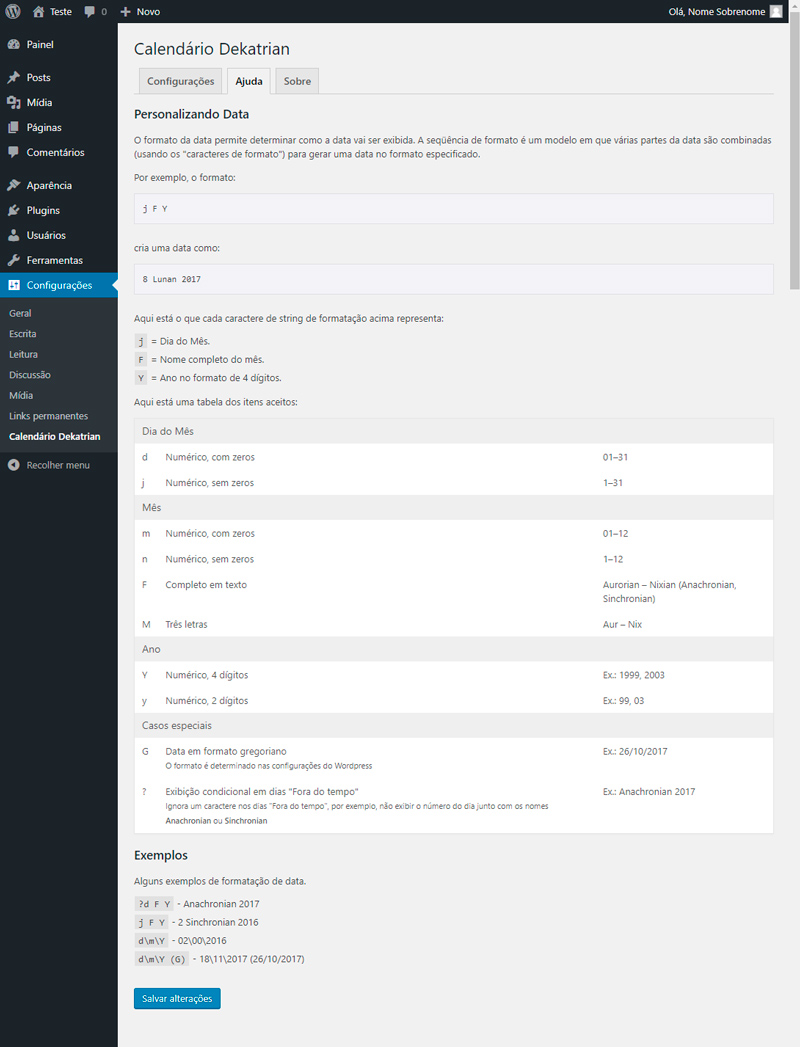 Teste 0 Novo Olá, Nome Sobrenome
Painel
Posts
Mídia
Páginas
Comentários
Aparência
Plugins
Usuários
Ferramentas
Configurações
Geral
Escrita
Leitura
Discussão
Mídia
Links permanentes
Calendário Dekatrian
Recolher menu
Calendário Dekatrian
Configurações Ajuda Sobre
Personalizando Data
O formato da data permite determinar como a data vai ser exibida. A seqüência de formato é um modelo em que várias partes da data são combinadas
(usando os "caracteres de formato") para gerar uma data no formato especificado.
Por exemplo, o formato:
j F Y
cria uma data como:
8 Lunan 2017
Aqui está o que cada caractere de string de formatação acima representa:
j = Dia do Mês.
F = Nome completo do mês.
Y = Ano no formato de 4 dígitos.
Aqui está uma tabela dos itens aceitos:
Dia do Mês
d Numérico, com zeros 01–31
j Numérico, sem zeros 1–31
Mês
m Numérico, com zeros 01–12
n Numérico, sem zeros 1–12
F Completo em texto Aurorian – Nixian (Anachronian,
Sinchronian)
M Três letras Aur – Nix
Ano
Y Numérico, 4 dígitos Ex.: 1999, 2003
y Numérico, 2 dígitos Ex.: 99, 03
Casos especiais
G Data em formato gregoriano Ex.: 26/10/2017
O formato é determinado nas configurações do Wordpress
? Exibição condicional em dias "Fora do tempo" Ex.: Anachronian 2017
Ignora um caractere nos dias "Fora do tempo", por exemplo, não exibir o número do dia junto com os nomes
Anachronian ou Sinchronian
Exemplos
Alguns exemplos de formatação de data.
?d F Y - Anachronian 2017
j F Y - 2 Sinchronian 2016
d\m\Y - 02\00\2016
d\m\Y (G) - 18\11\2017 (26/10/2017)
Salvar alterações